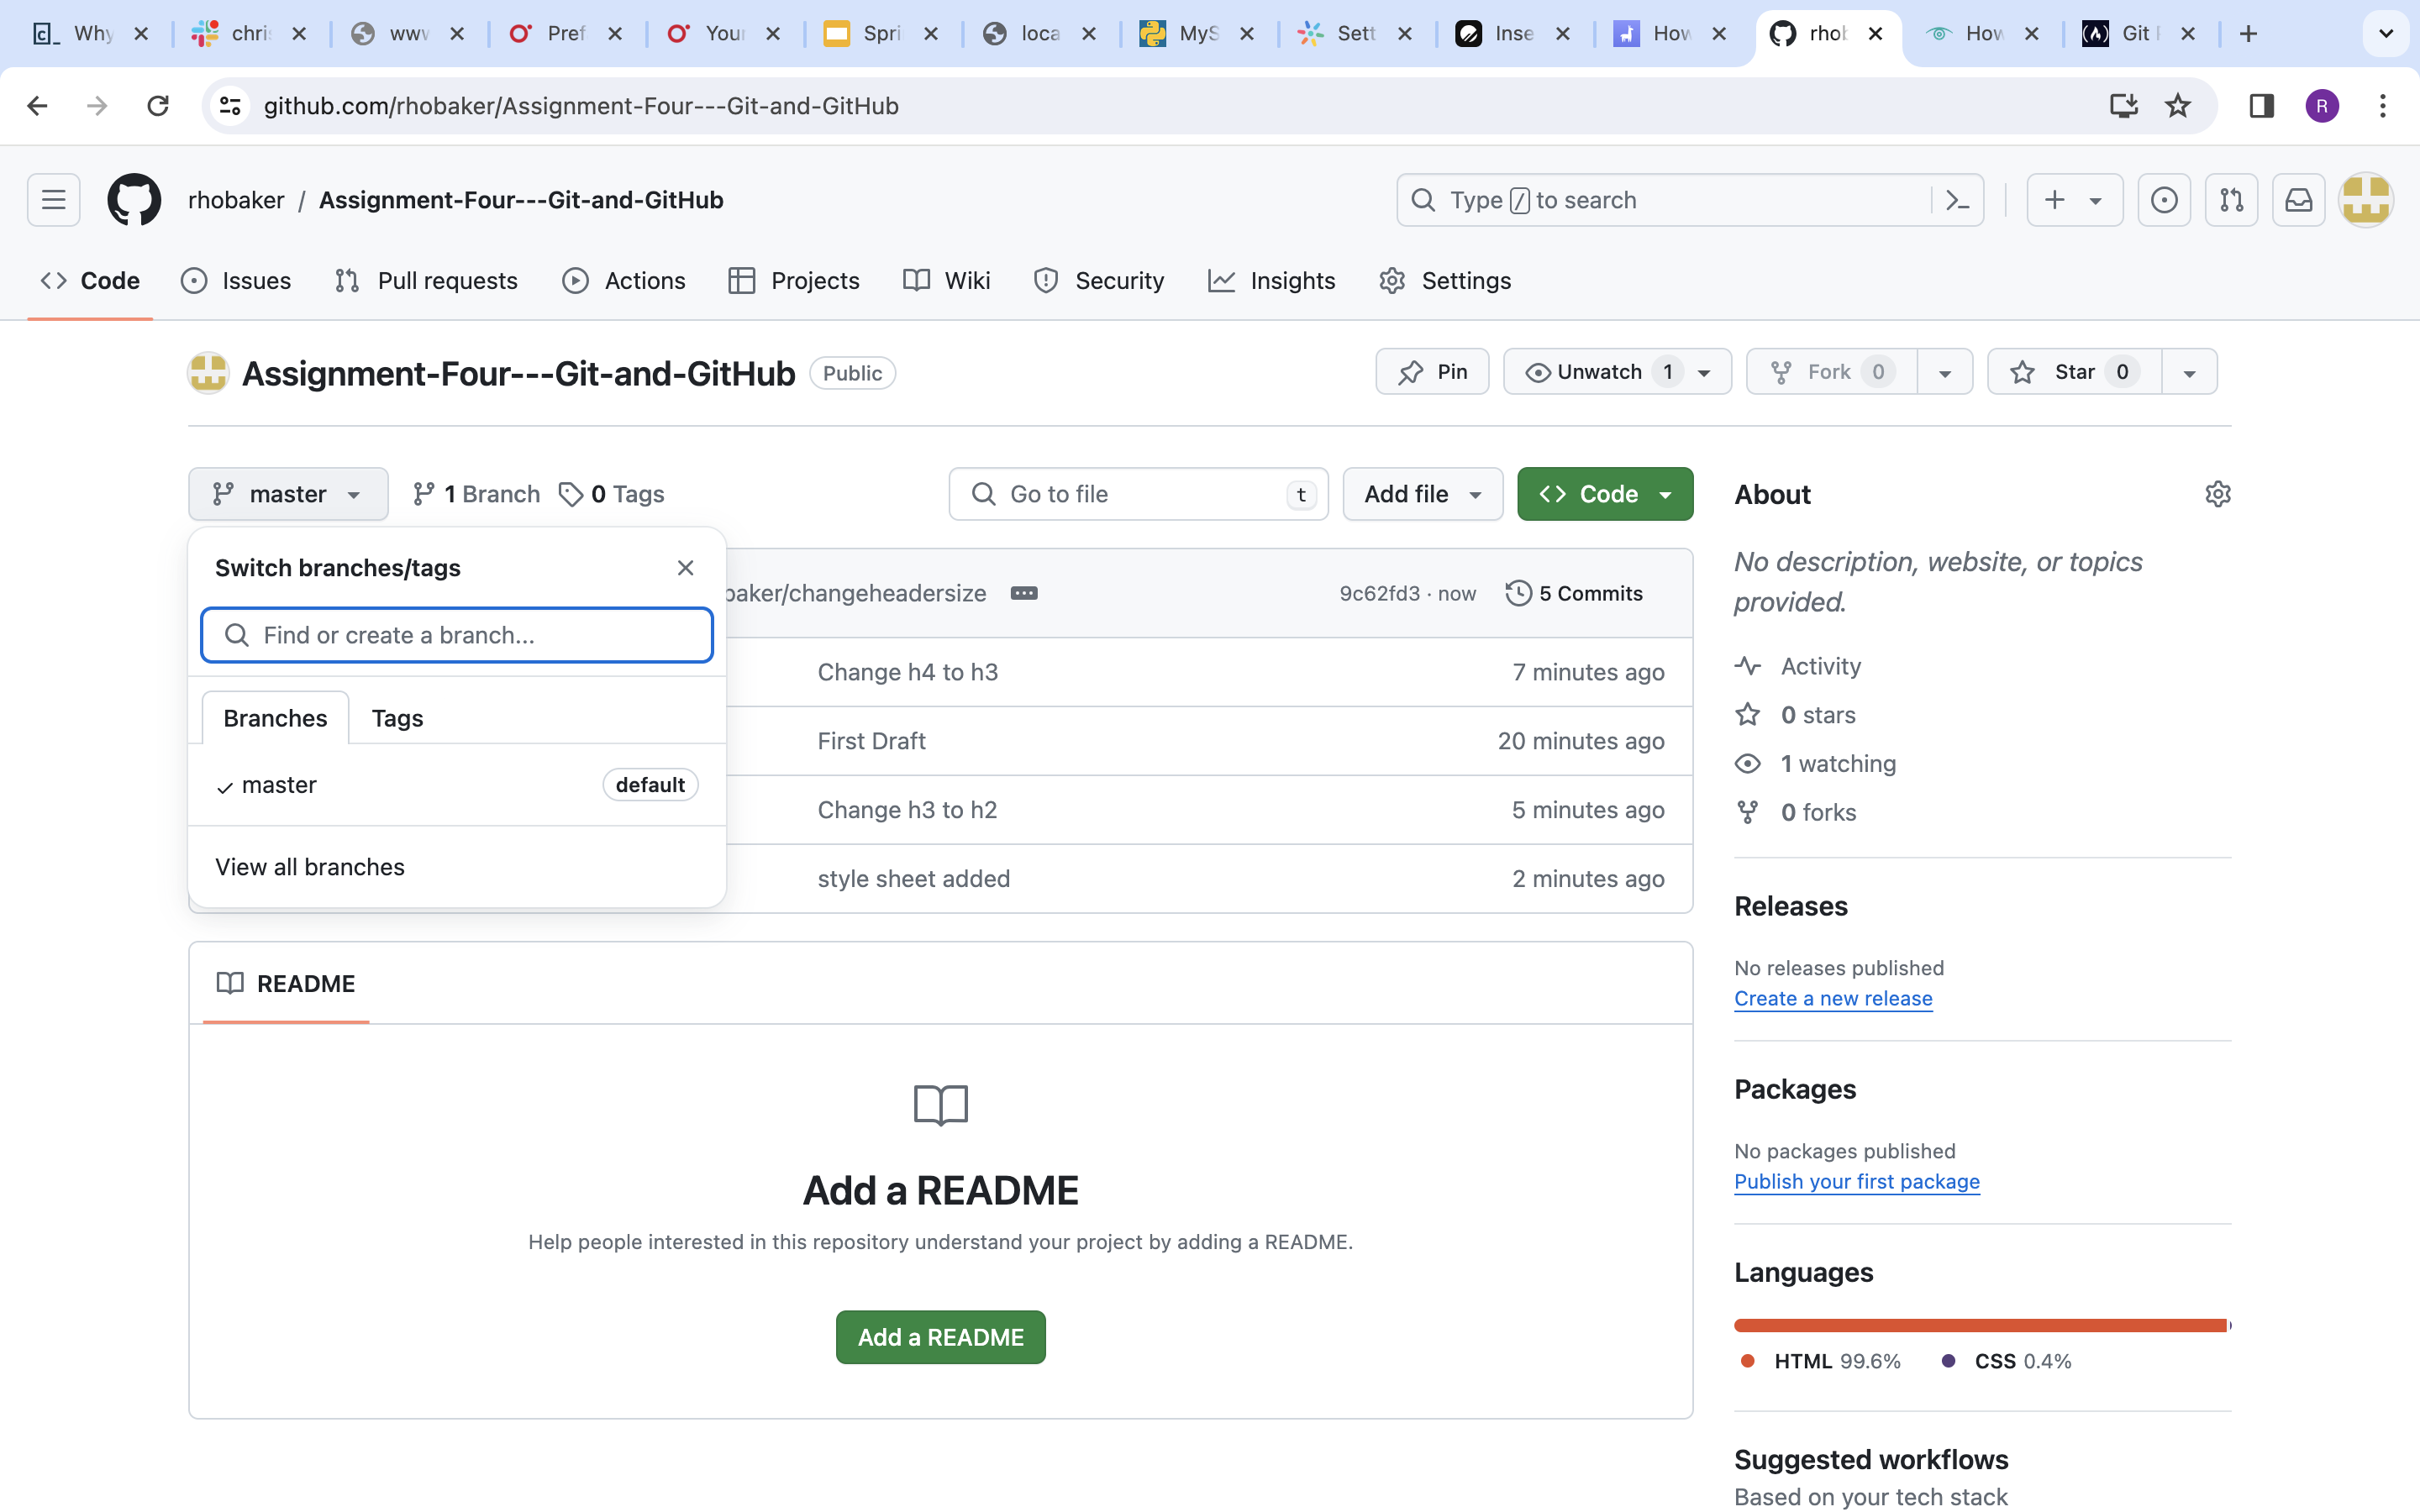 Why
chri
www
Pref
Your
Spri
loca
MyS
Sett
Inse
How
rhob
How
Git
github.com/rhobaker/Assignment-Four---Git-and-GitHub
R
rhobaker / Assignment-Four---Git-and-GitHub
Type / to search
Code
Issues
Pull requests
Actions
Projects
Wiki
Security
Insights
Settings
Assignment-Four---Git-and-GitHub
Public
Pin
Unwatch 1
Fork 0
Star 0
master
1 Branch
0 Tags
Go to file
t
Add file
Code
Switch branches/tags
Find or create a branch...
Branches
Tags
master
default
View all branches
baker/changeheadersize
9c62fd3 · now
5 Commits
Change h4 to h3
7 minutes ago
First Draft
20 minutes ago
Change h3 to h2
5 minutes ago
style sheet added
2 minutes ago
README
Add a README
Help people interested in this repository understand your project by adding a README.
Add a README
About
No description, website, or topics
provided.
Activity
0 stars
1 watching
0 forks
Releases
No releases published
Create a new release
Packages
No packages published
Publish your first package
Languages
HTML 99.6%
CSS 0.4%
Suggested workflows
Based on your tech stack